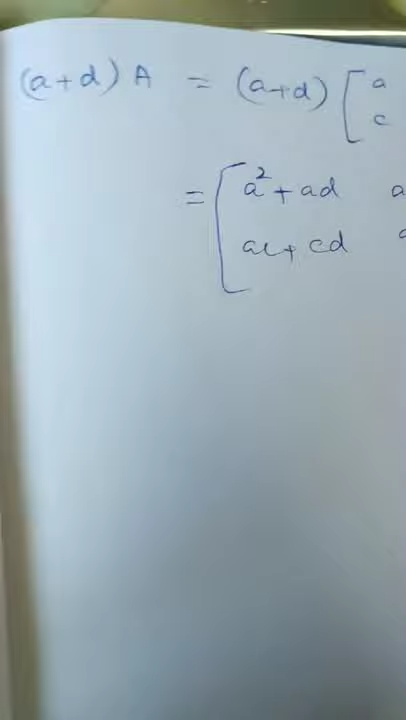 (a+d) A = (a+d) [a
c
= [a² + ad a
ac + cd